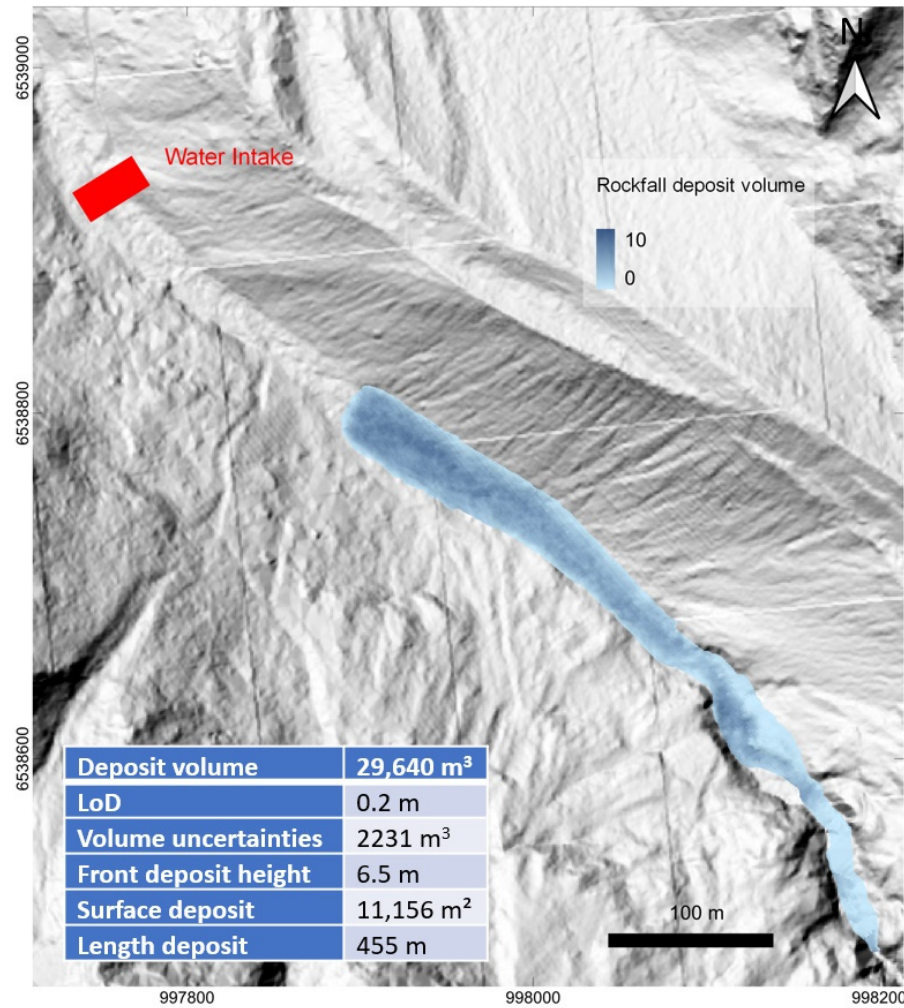 N
6539000
Water Intake
Rockfall deposit volume
10
0
6538800
6538600
Deposit volume 29,640 m³
LoD 0.2 m
Volume uncertainties 2231 m³
Front deposit height 6.5 m
Surface deposit 11,156 m²
Length deposit 455 m
100 m
997800 998000 998200